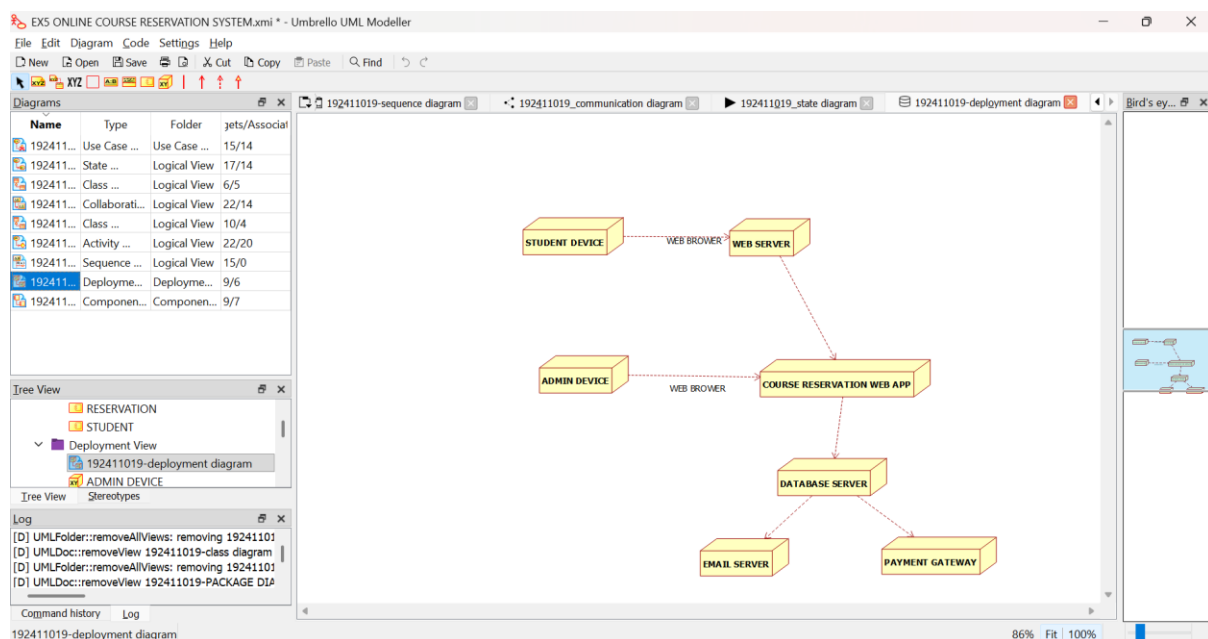 EX5 ONLINE COURSE RESERVATION SYSTEM.xmi * - Umbrello UML Modeller
File Edit Diagram Code Settings Help
New Open Save Cut Copy Paste Find
XYZ XYZ A:B XY
Diagrams
192411019-sequence diagram 192411019_communication diagram 192411019_state diagram 192411019-deployment diagram
Bird's ey...
Name Type Folder gets/Associat
192411... Use Case ... Use Case ... 15/14
192411... State ... Logical View 17/14
192411... Class ... Logical View 6/5
192411... Collaborati... Logical View 22/14
192411... Class ... Logical View 10/4
192411... Activity ... Logical View 22/20
192411... Sequence ... Logical View 15/0
192411... Deployme... Deployme... 9/6
192411... Componen... Componen... 9/7
STUDENT DEVICE
WEB BROWER
WEB SERVER
ADMIN DEVICE
WEB BROWER
COURSE RESERVATION WEB APP
DATABASE SERVER
EMAIL SERVER
PAYMENT GATEWAY
Tree View
RESERVATION
STUDENT
Deployment View
192411019-deployment diagram
ADMIN DEVICE
Tree View Stereotypes
Log
[D] UMLFolder::removeAllViews: removing 19241101
[D] UMLDoc::removeView 192411019-class diagram
[D] UMLFolder::removeAllViews: removing 19241101
[D] UMLDoc::removeView 192411019-PACKAGE DIA
Command history Log
192411019-deployment diagram
86% Fit 100%